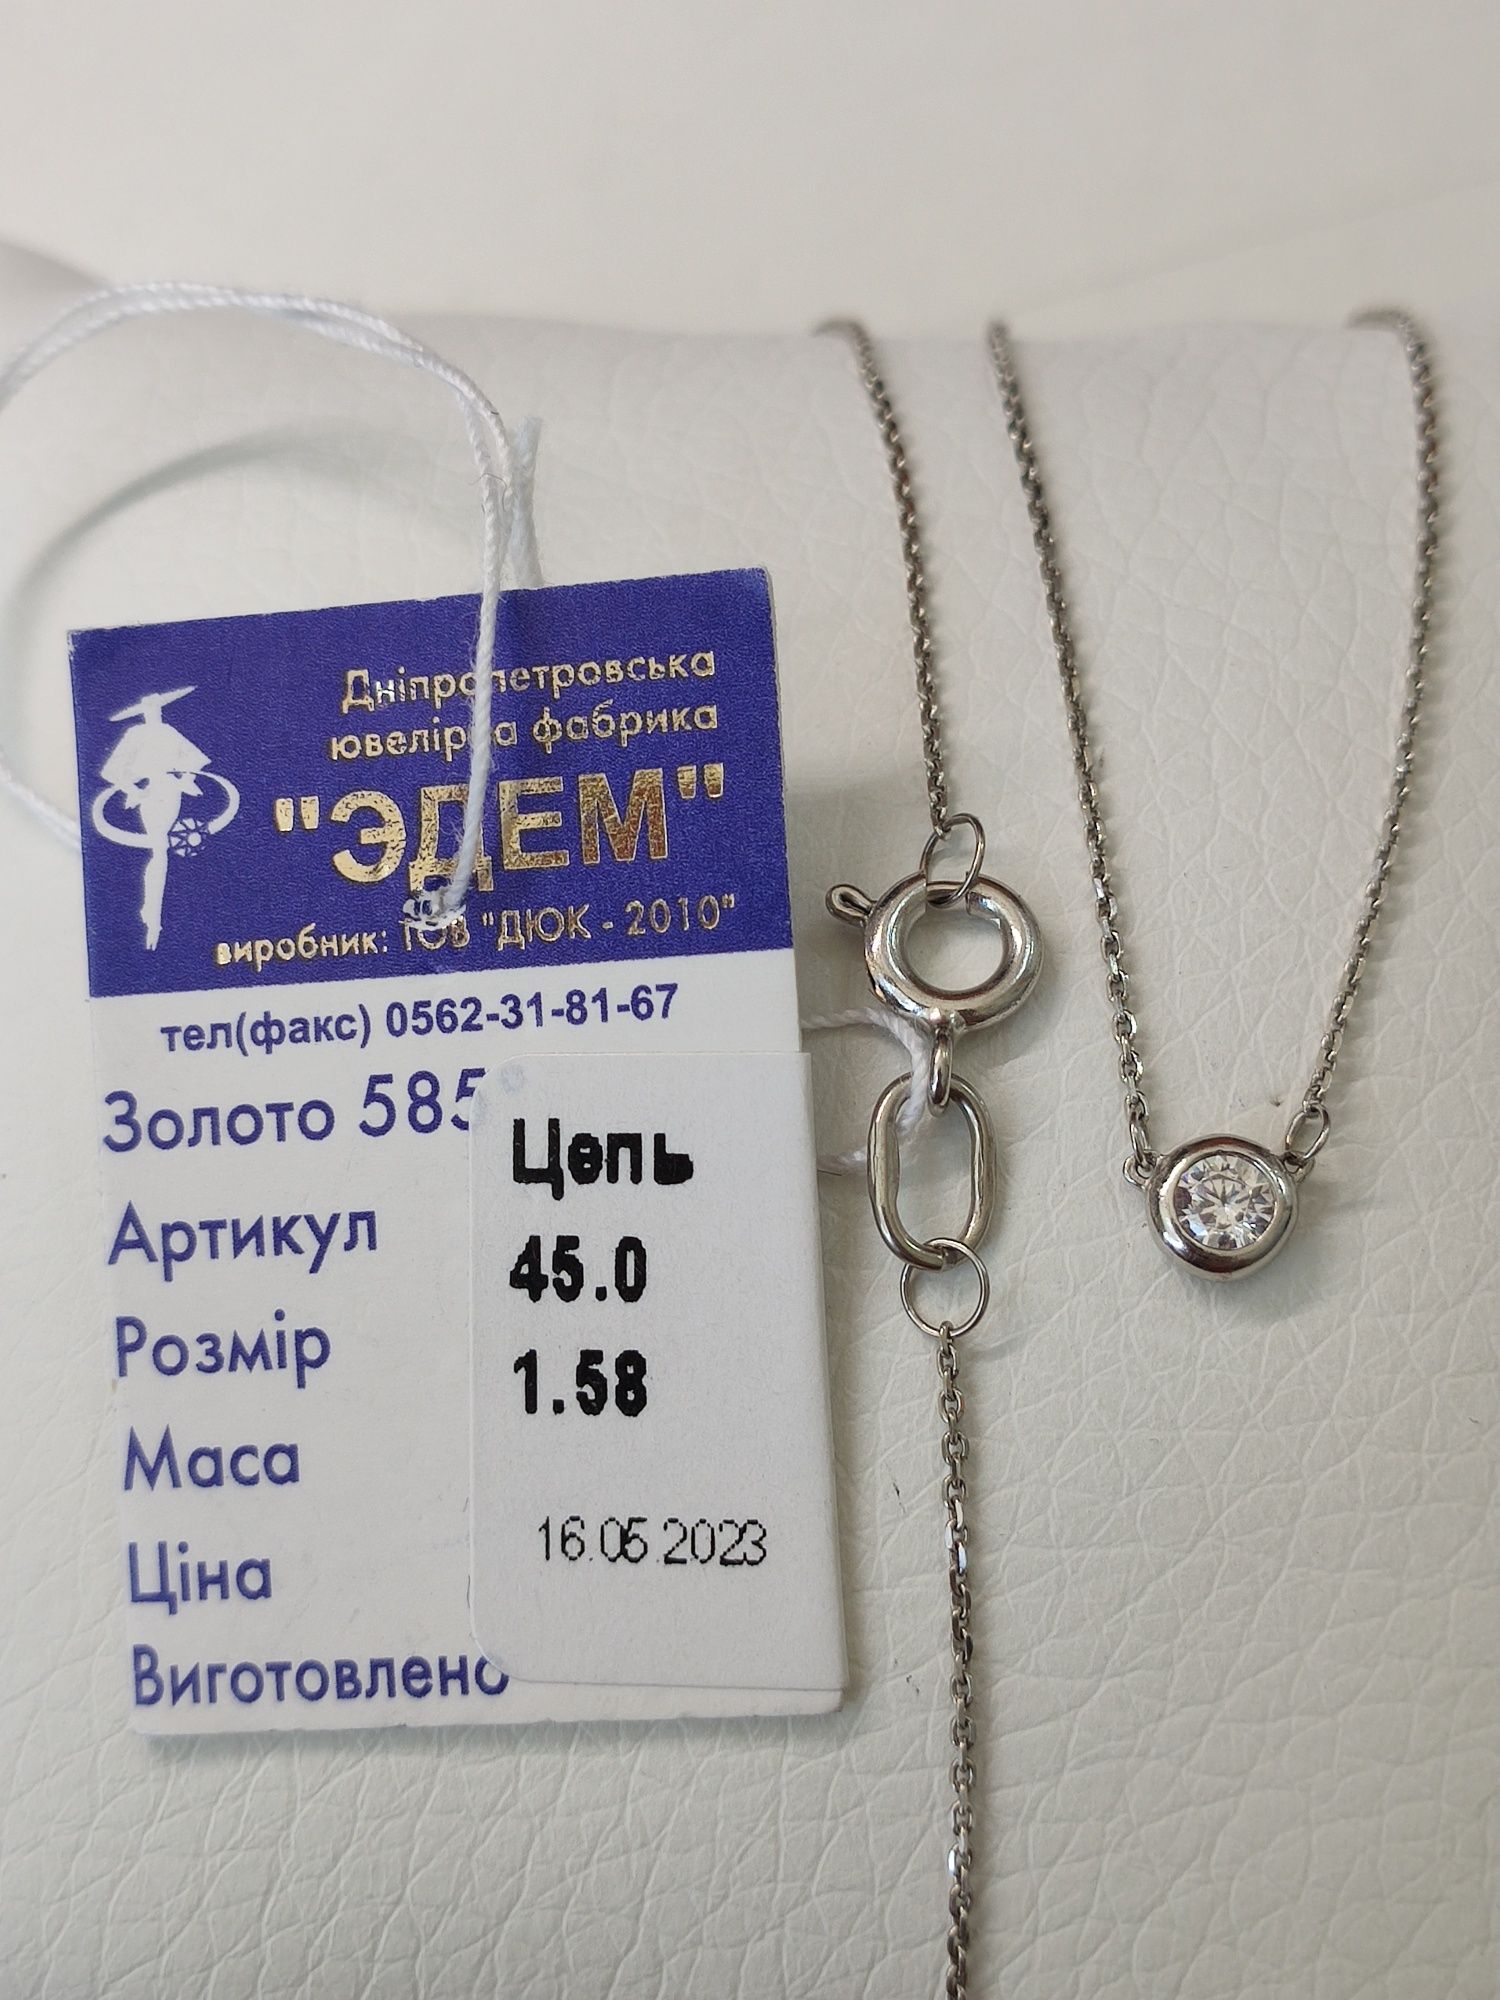 Дніпропетровська
ювелірна фабрика
"ЭДЕМ"
виробник: ТОВ "ДЮК - 2010"
тел(факс) 0562-31-81-67
Золото 585°
Цепь
Артикул
45.0
Розмір
1.58
Маса
16.05.2023
Ціна
Виготовлено